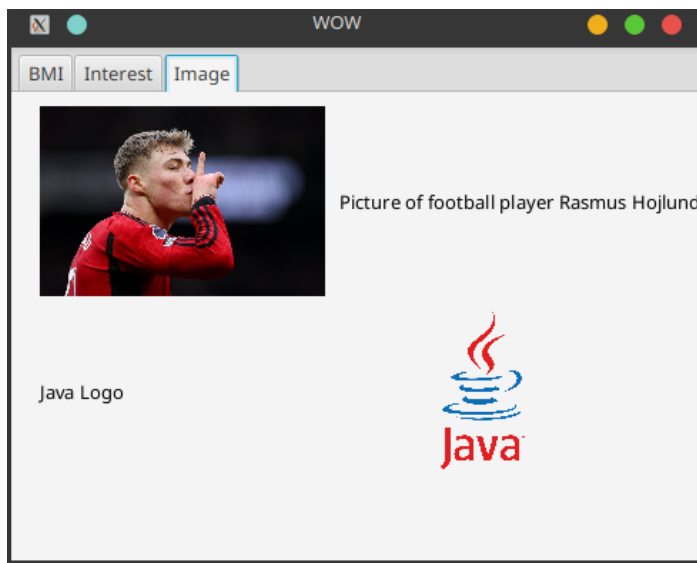 WOW
BMI
Interest
Image
Picture of football player Rasmus Hojlund
Java Logo
Java